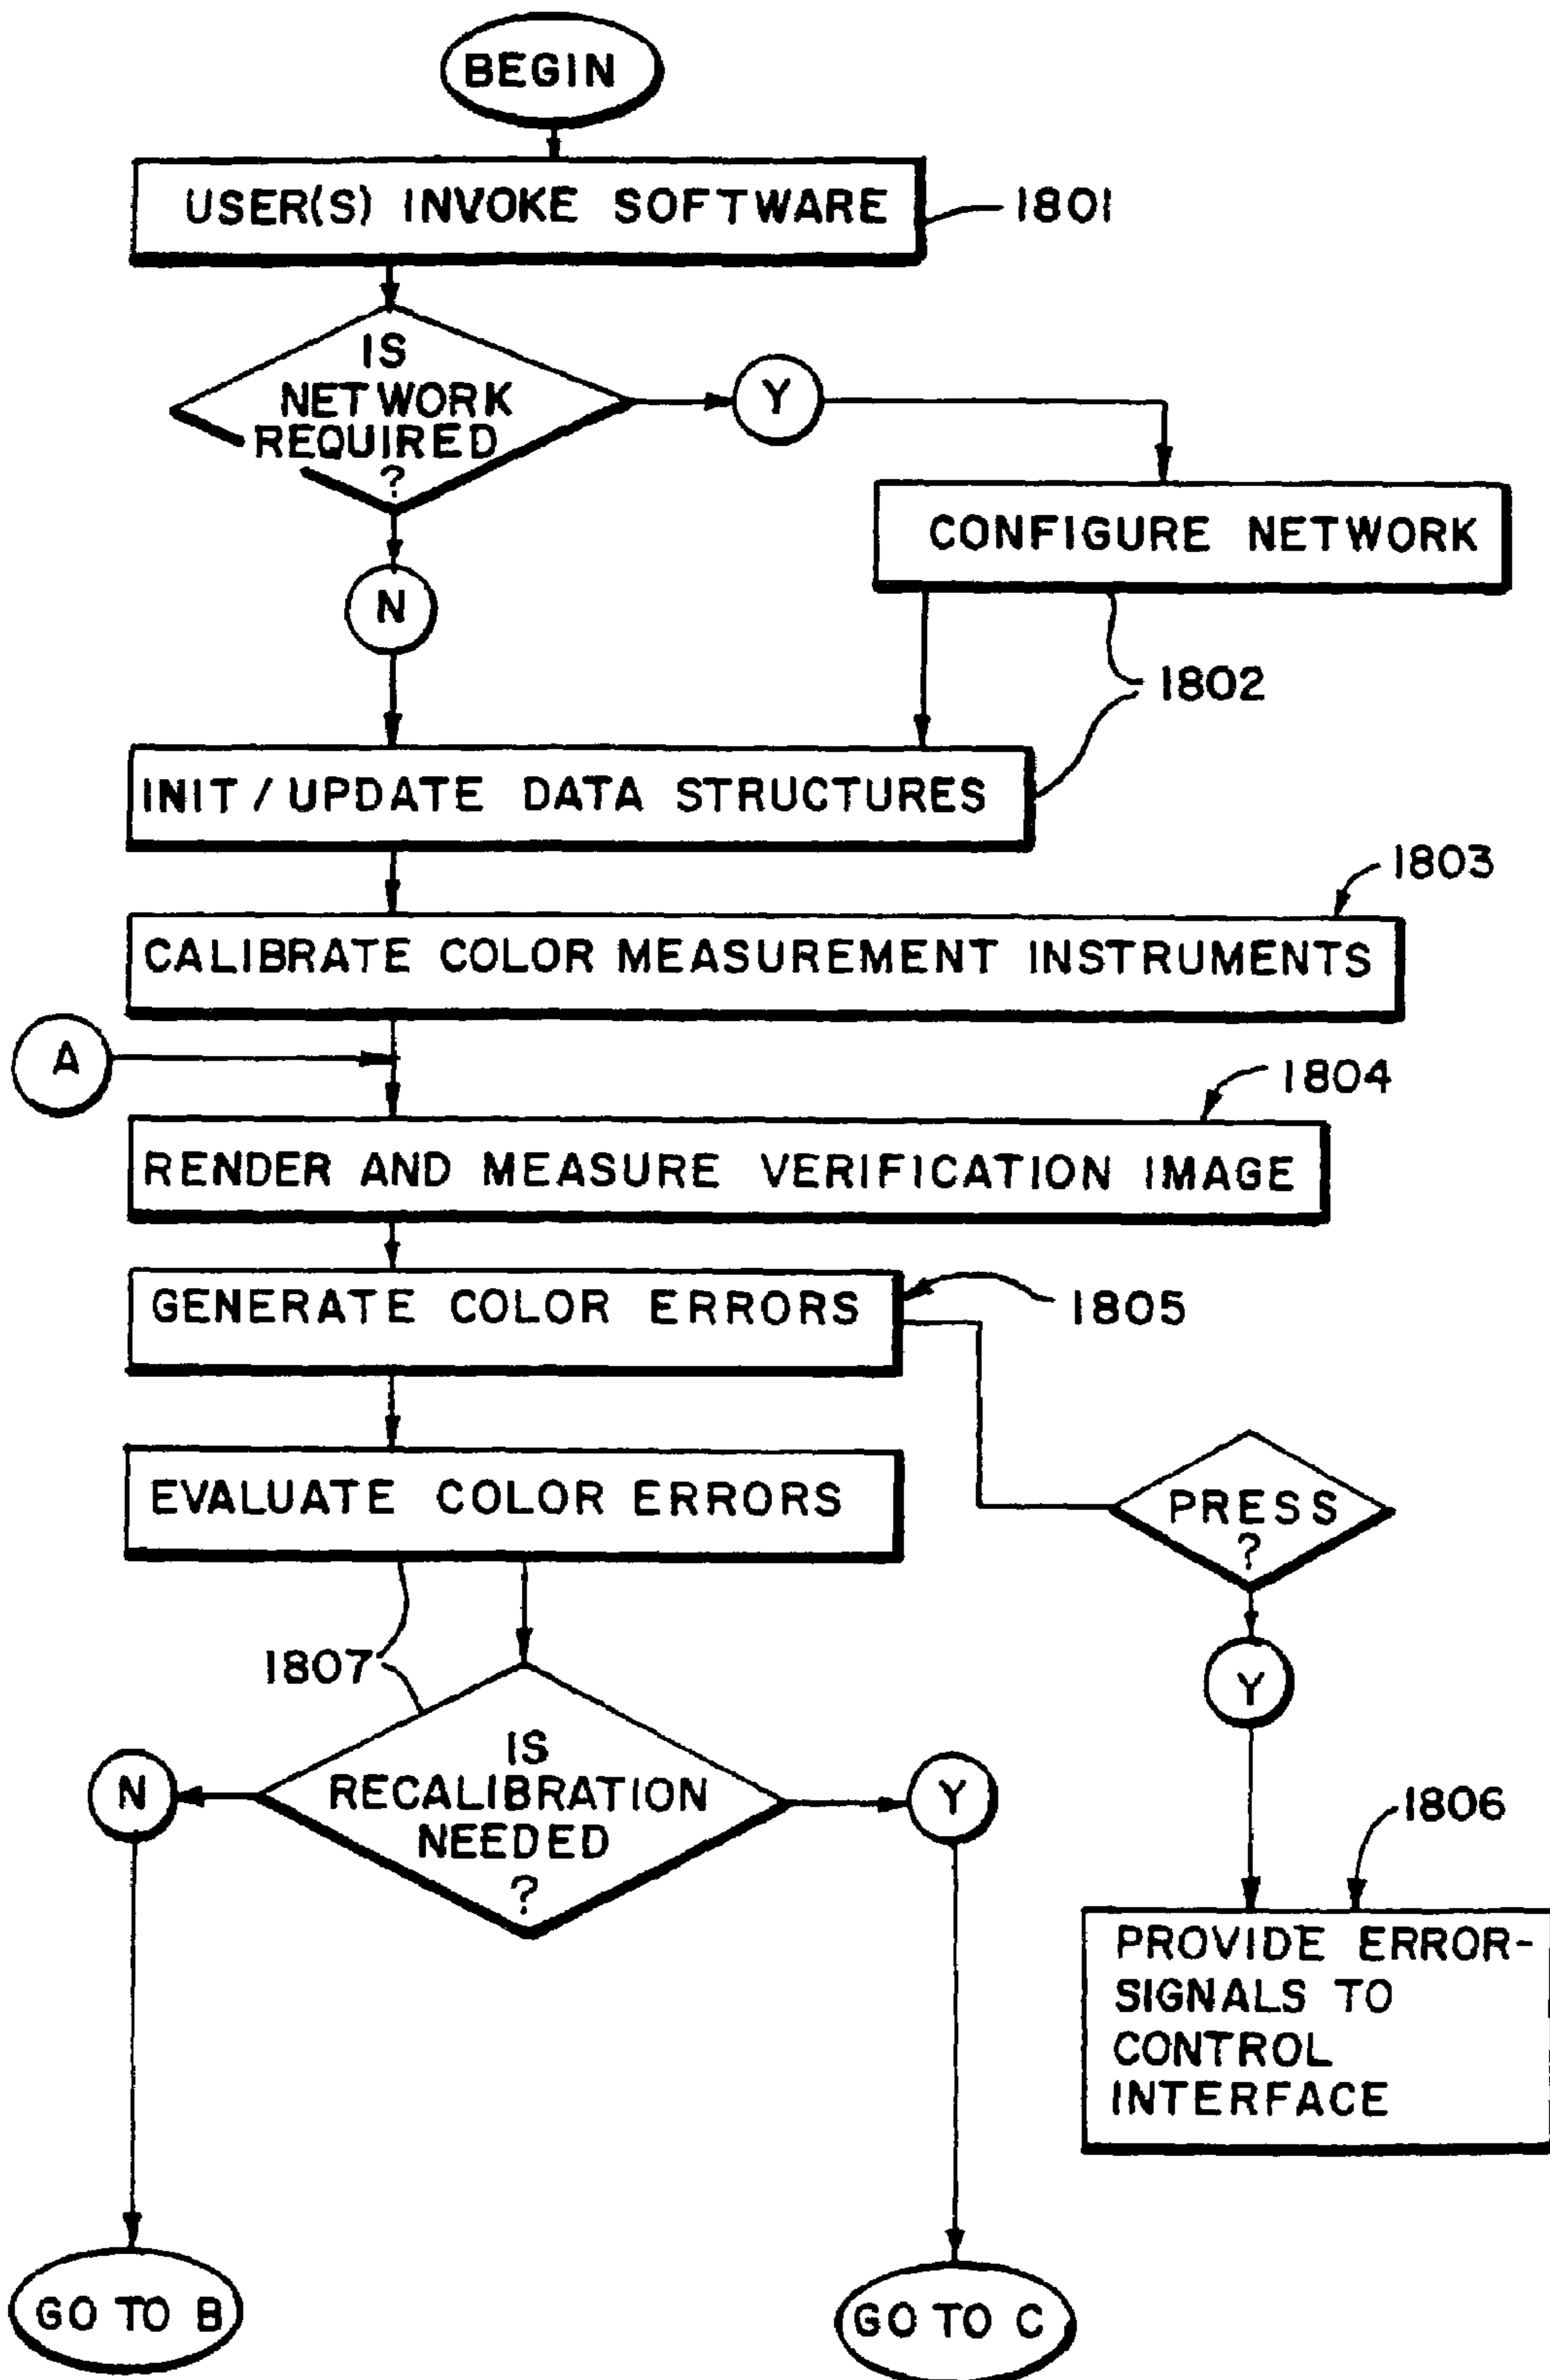 BEGIN
USER(S) INVOKE SOFTWARE
1801
IS
NETWORK
REQUIRED
?
Y
CONFIGURE NETWORK
N
1802
INIT / UPDATE DATA STRUCTURES
1803
CALIBRATE COLOR MEASUREMENT INSTRUMENTS
A
1804
RENDER AND MEASURE VERIFICATION IMAGE
GENERATE COLOR ERRORS
1805
EVALUATE COLOR ERRORS
PRESS
?
1807
Y
IS
RECALIBRATION
NEEDED
?
N
Y
1806
PROVIDE ERROR-
SIGNALS TO
CONTROL
INTERFACE
GO TO B
GO TO C